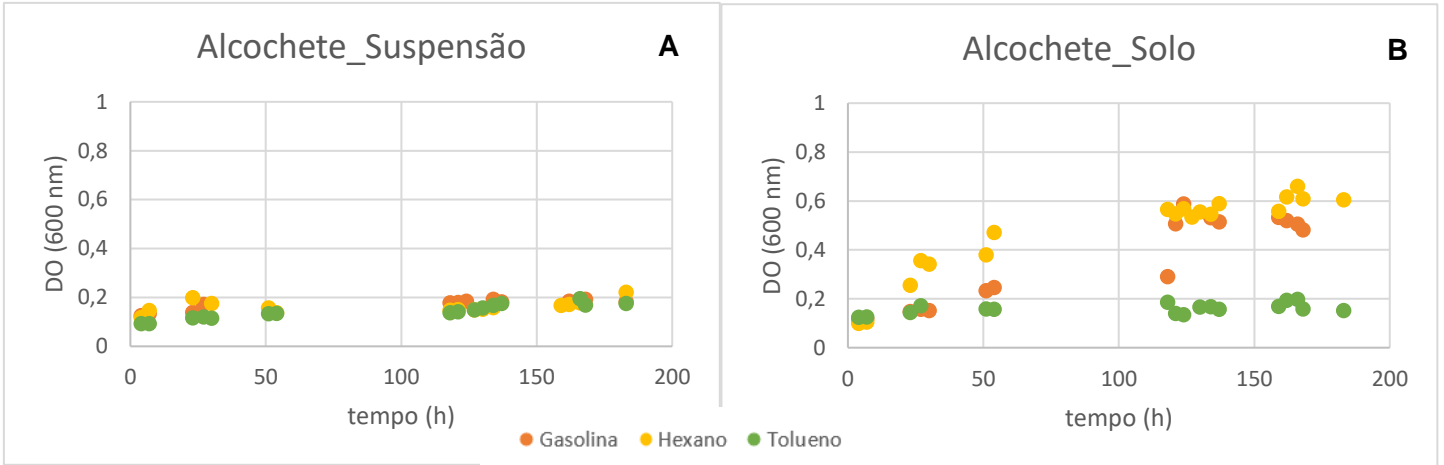 Alcochete_Suspensão
A
1
0,8
0,6
0,4
0,2
0
0
50
100
150
200
DO (600 nm)
tempo (h)
Alcochete_Solo
B
1
0,8
0,6
0,4
0,2
0
0
50
100
150
200
DO (600 nm)
tempo (h)
Gasolina Hexano Tolueno